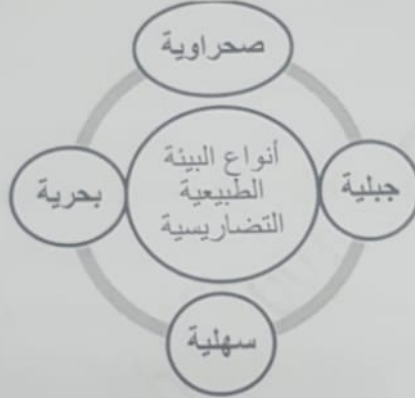 صحراوية
أنواع البيئة
الطبيعية
التضاريسية
جبلية
بحرية
سهلية